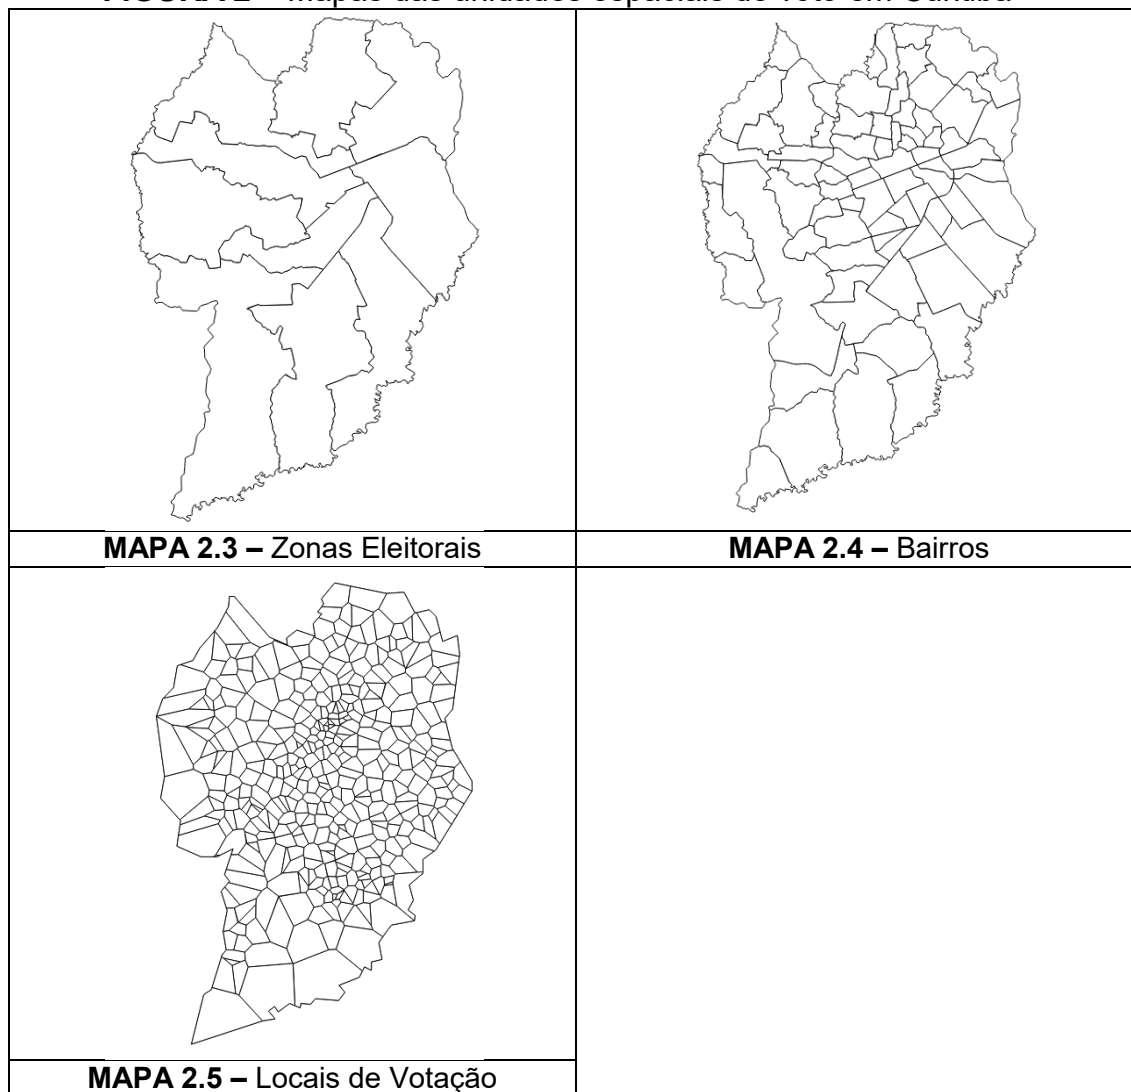 MAPA 2.3 – Zonas Eleitorais
MAPA 2.4 – Bairros
MAPA 2.5 – Locais de Votação